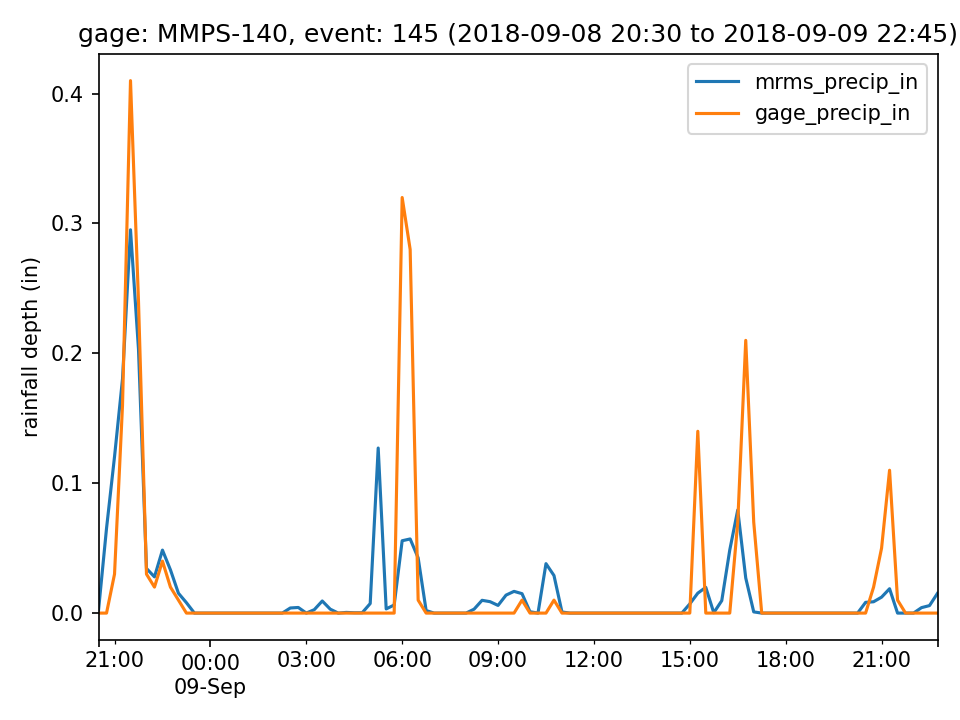 gage: MMPS-140, event: 145 (2018-09-08 20:30 to 2018-09-09 22:45)
mrms_precip_in
gage_precip_in
rainfall depth (in)
0.4
0.3
0.2
0.1
0.0
21:00 00:00 03:00 06:00 09:00 12:00 15:00 18:00 21:00
09-Sep